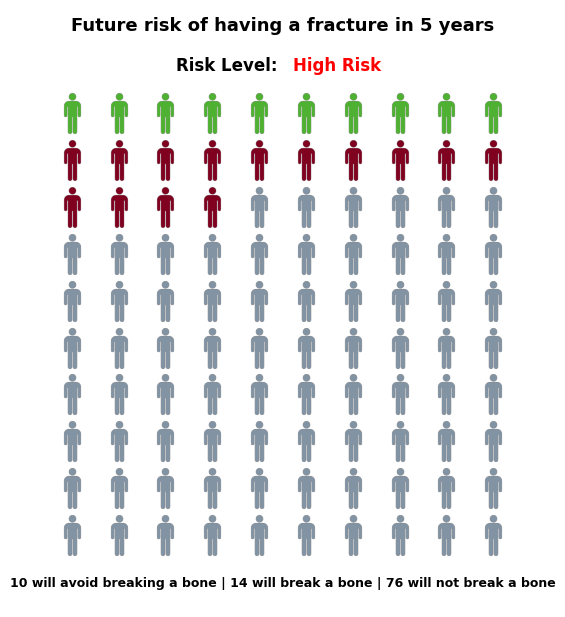 Future risk of having a fracture in 5 years
Risk Level: High Risk
10 will avoid breaking a bone | 14 will break a bone | 76 will not break a bone